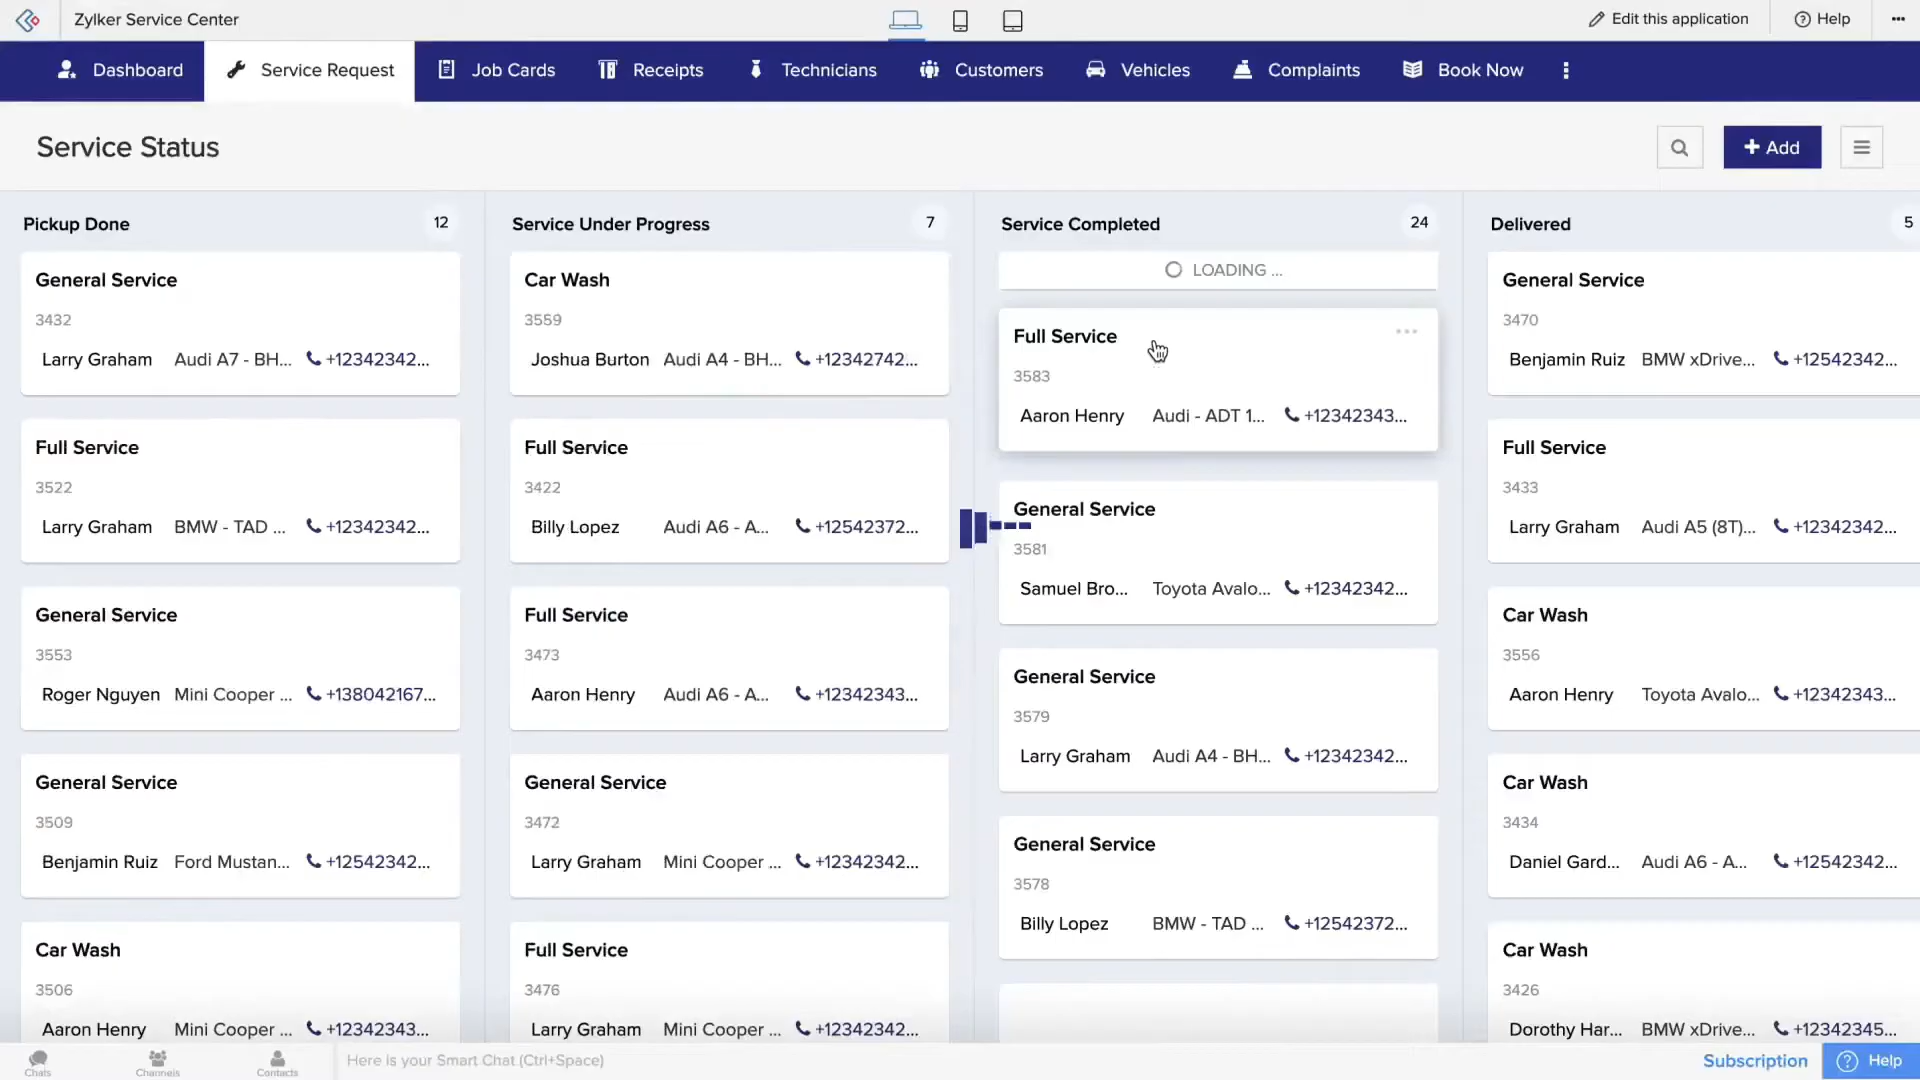 Zylker Service Center
Edit this application
Help
Dashboard
Service Request
Job Cards
Receipts
Technicians
Customers
Vehicles
Complaints
Book Now
Service Status
Add
Pickup Done 12
General Service
3432
Larry Graham Audi A7 - BH... +12342342...
Full Service
3522
Larry Graham BMW - TAD ... +12342342...
General Service
3553
Roger Nguyen Mini Cooper ... +138042167...
General Service
3509
Benjamin Ruiz Ford Mustan... +12542342...
Car Wash
3506
Aaron Henry Mini Cooper ... +12342343...
Service Under Progress 7
Car Wash
3559
Joshua Burton Audi A4 - BH... +12342742...
Full Service
3422
Billy Lopez Audi A6 - A... +12542372...
Full Service
3473
Aaron Henry Audi A6 - A... +12342343...
General Service
3472
Larry Graham Mini Cooper ... +12342342...
Full Service
3476
Larry Graham Mini Cooper ... +12342342...
Service Completed 24
LOADING ...
Full Service
3583
Aaron Henry Audi - ADT 1... +12342343...
General Service
3581
Samuel Bro... Toyota Avalo... +12342342...
General Service
3579
Larry Graham Audi A4 - BH... +12342342...
General Service
3578
Billy Lopez BMW - TAD ... +12542372...
Delivered 5
General Service
3470
Benjamin Ruiz BMW xDrive... +12542342...
Full Service
3433
Larry Graham Audi A5 (8T)... +12342342...
Car Wash
3556
Aaron Henry Toyota Avalo... +12342343...
Car Wash
3434
Daniel Gard... Audi A6 - A... +12542342...
Car Wash
3426
Dorothy Har... BMW xDrive... +12342345...
Chats
Channels
Contacts
Here is your Smart Chat (Ctrl+Space)
Subscription
Help